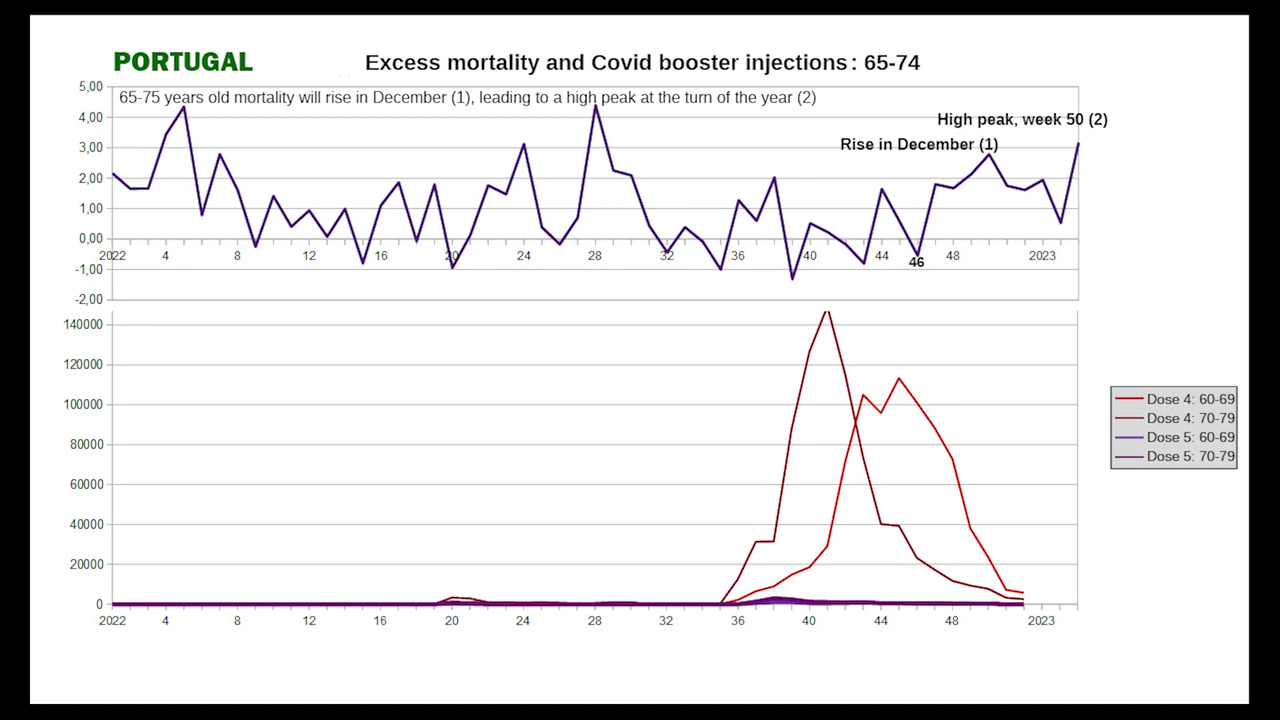 PORTUGAL
Excess mortality and Covid booster injections: 65-74
5,00
65-75 years old mortality will rise in December (1), leading to a high peak at the turn of the year (2)
4,00
High peak, week 50 (2)
3,00
Rise in December (1)
2,00
1,00
0,00
2022 4 8 12 16 20 24 28 32 36 40 44 46 48 2023
-1,00
-2,00
140000
120000
100000
80000
60000
40000
20000
0
2022 4 8 12 16 20 24 28 32 36 40 44 48 2023
Dose 4: 60-69
Dose 4: 70-79
Dose 5: 60-69
Dose 5: 70-79